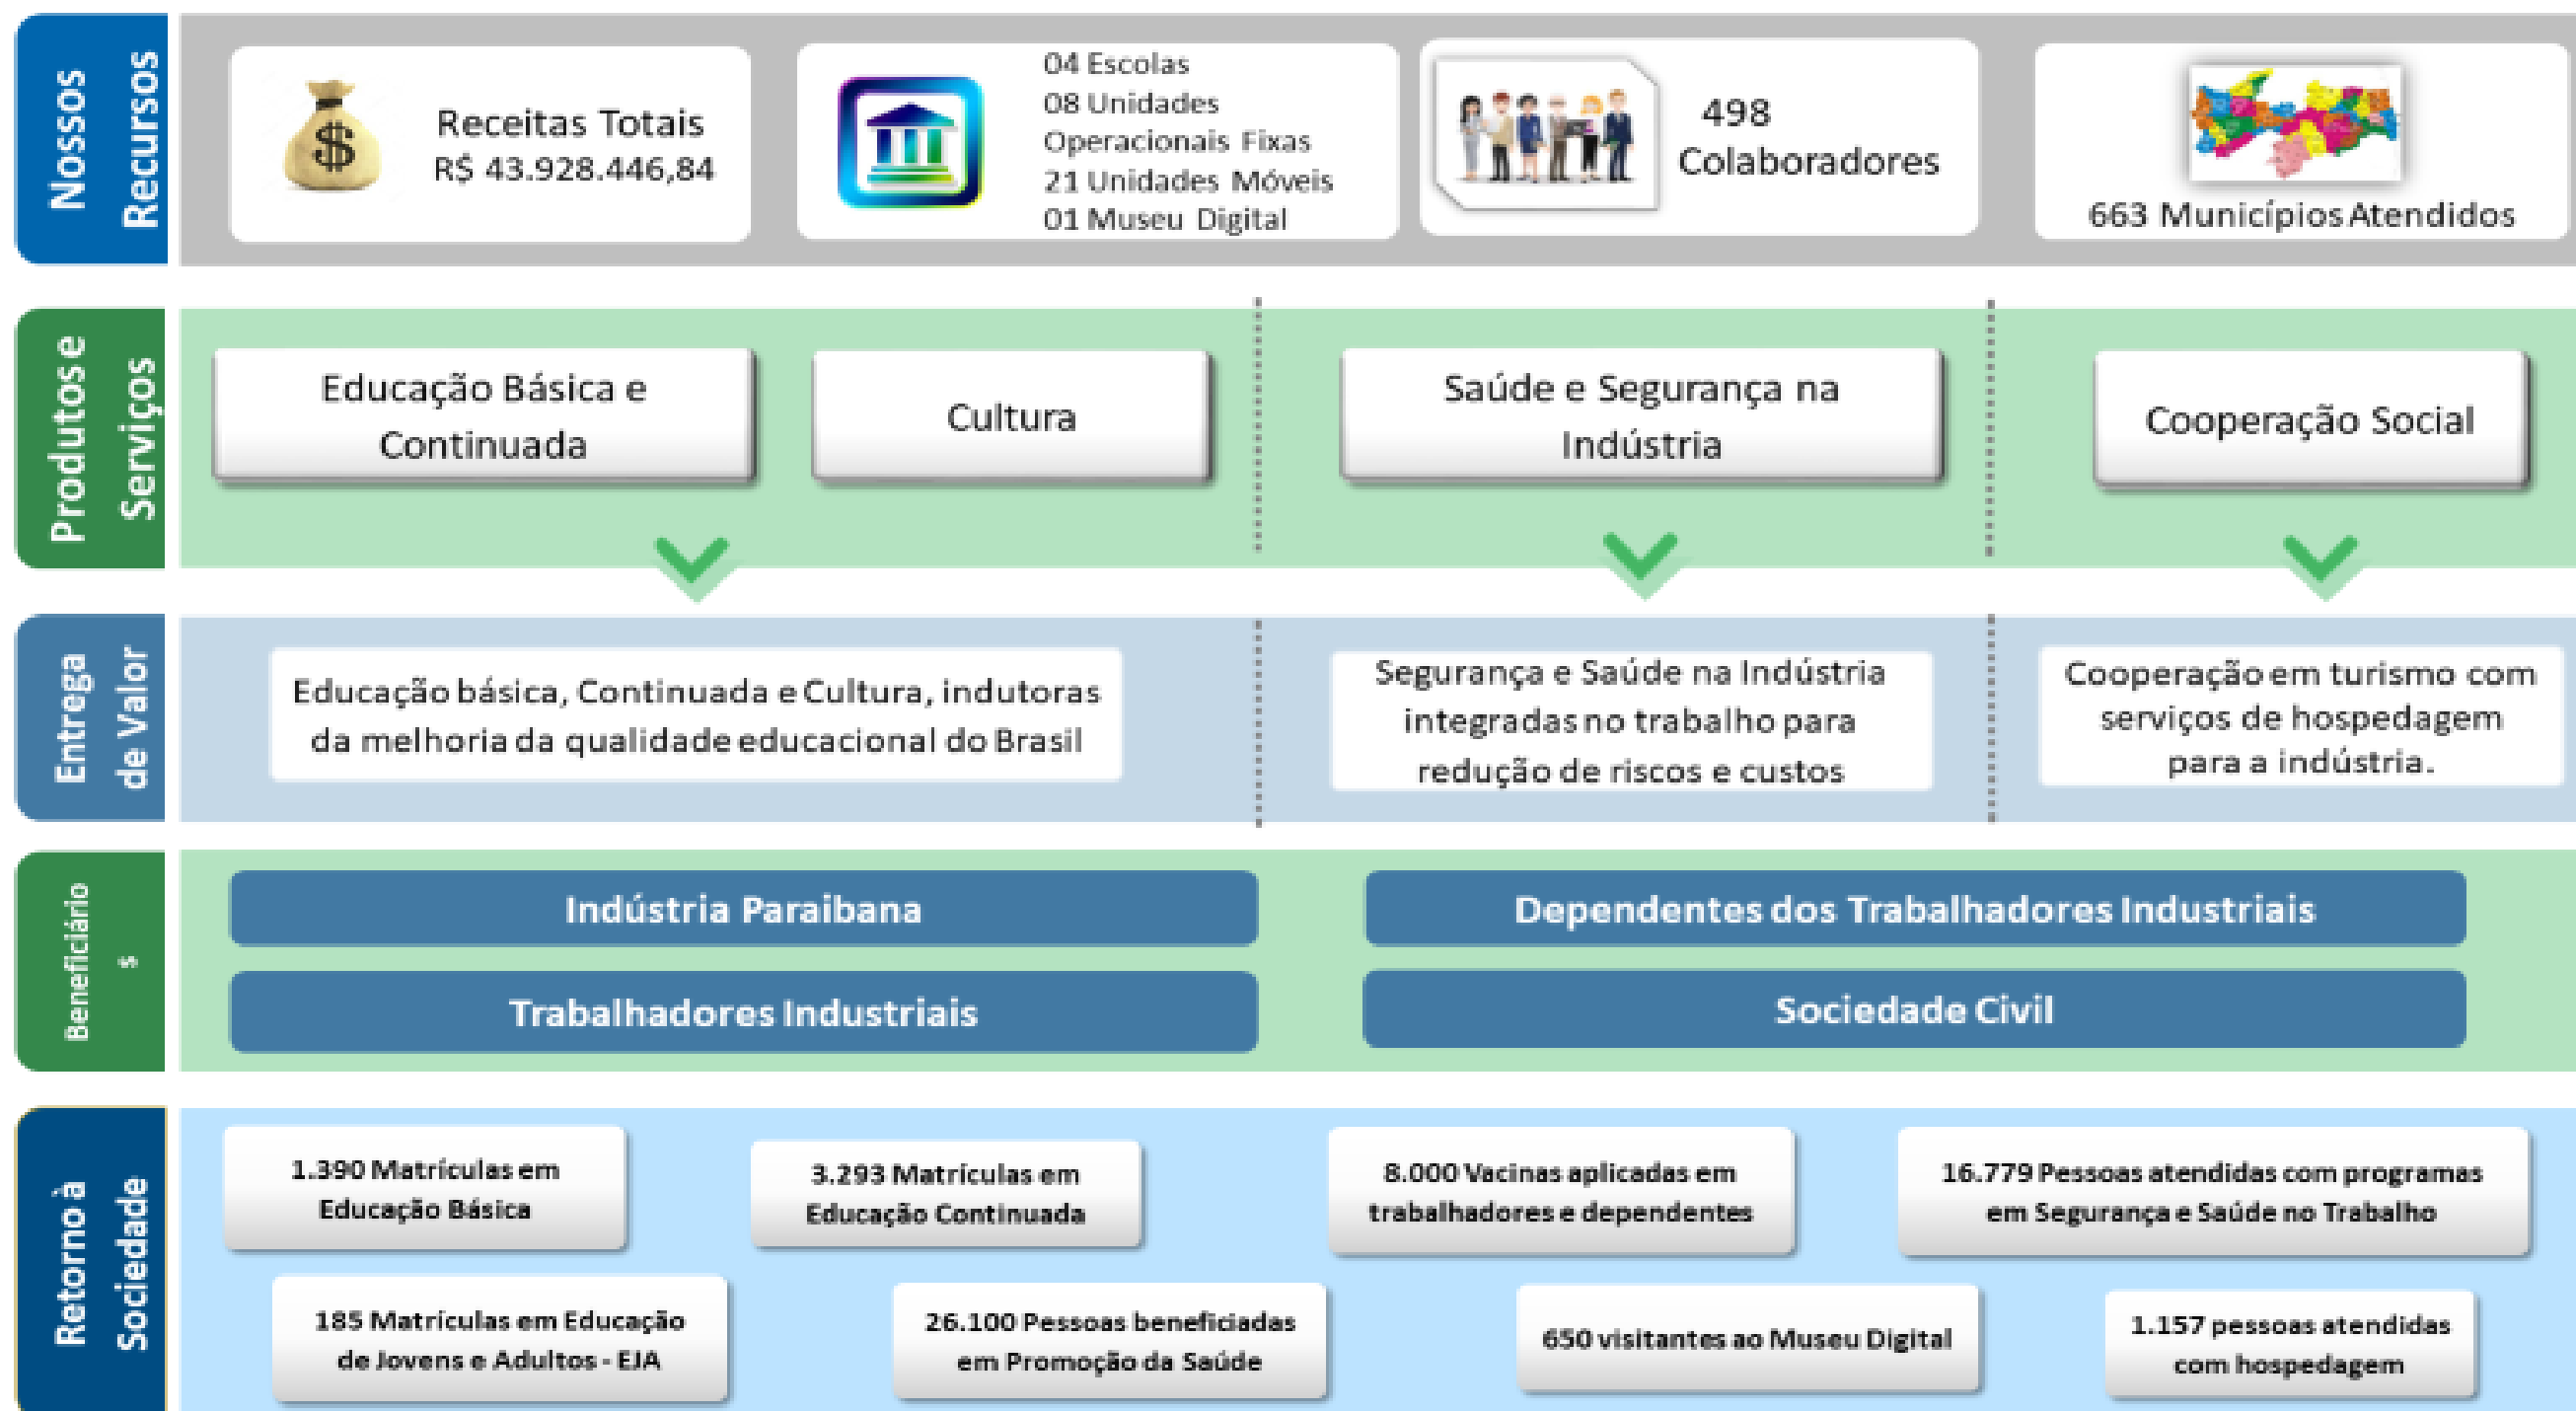 Nossos
Recursos
Receitas Totais
R$ 43.928.446,84
04 Escolas
08 Unidades
Operacionais Fixas
21 Unidades Móveis
01 Museu Digital
498
Colaboradores
663 Municípios Atendidos
Produtos e
Serviços
Educação Básica e
Continuada
Cultura
Saúde e Segurança na
Indústria
Cooperação Social
Entrega
de Valor
Educação básica, Continuada e Cultura, indutoras
da melhoria da qualidade educacional do Brasil
Segurança e Saúde na Indústria
integradas no trabalho para
redução de riscos e custos
Cooperação em turismo com
serviços de hospedagem
para a indústria.
Beneficiário
s
Indústria Paraibana
Dependentes dos Trabalhadores Industriais
Trabalhadores Industriais
Sociedade Civil
Retorno à
Sociedade
1.390 Matrículas em
Educação Básica
3.293 Matrículas em
Educação Continuada
8.000 Vacinas aplicadas em
trabalhadores e dependentes
16.779 Pessoas atendidas com programas
em Segurança e Saúde no Trabalho
185 Matrículas em Educação
de Jovens e Adultos - EJA
26.100 Pessoas beneficiadas
em Promoção da Saúde
650 visitantes ao Museu Digital
1.157 pessoas atendidas
com hospedagem